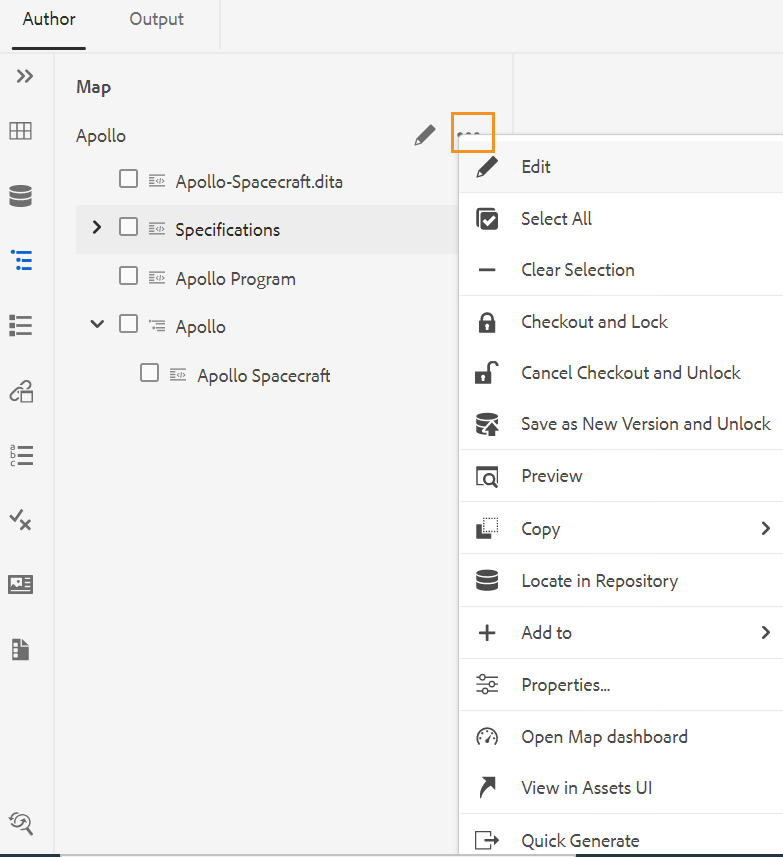 Author
Output
Map
Apollo
Apollo-Spacecraft.dita
Specifications
Apollo Program
Apollo
Apollo Spacecraft
Edit
Select All
Clear Selection
Checkout and Lock
Cancel Checkout and Unlock
Save as New Version and Unlock
Preview
Copy
Locate in Repository
Add to
Properties...
Open Map dashboard
View in Assets UI
Quick Generate
a
b
c